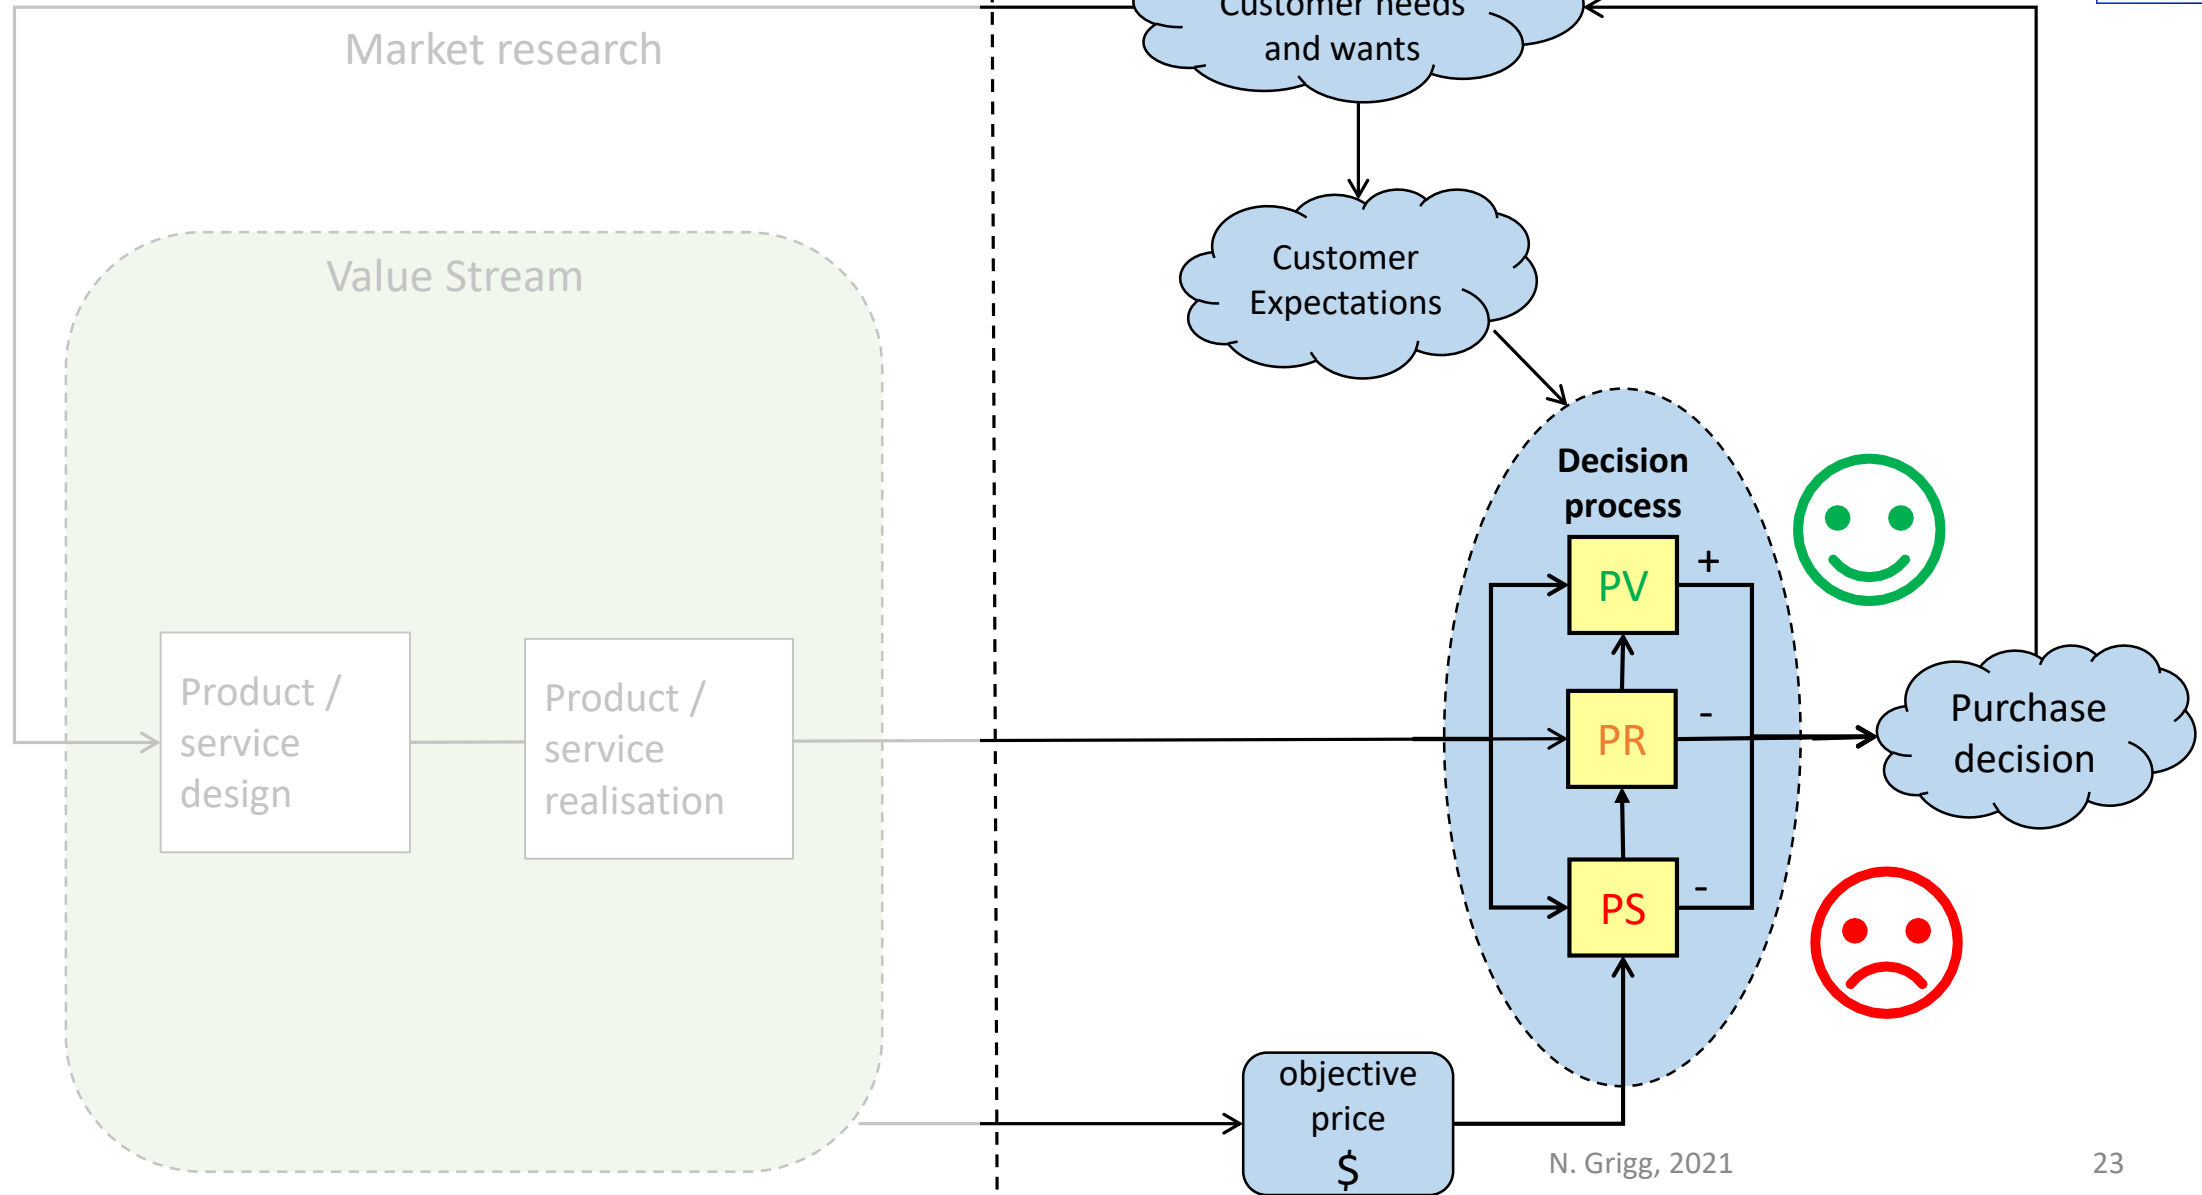 Customer needs
and wants
Market research
Customer
Expectations
Value Stream
Decision
process
PV
+
Product /
service
design
Product /
service
realisation
PR
-
Purchase
decision
PS
-
objective
price
$
N. Grigg, 2021
23